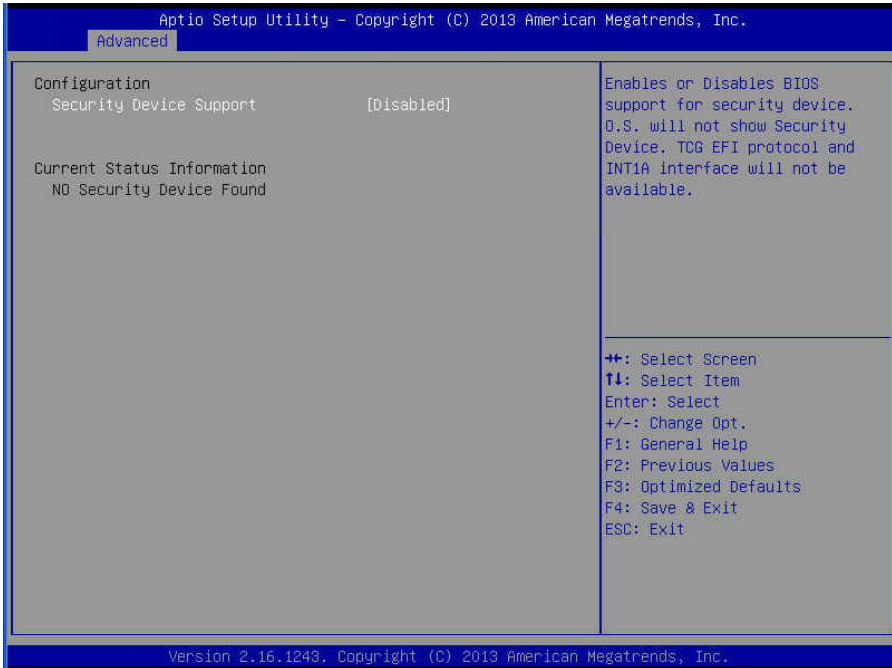 Aptio Setup Utility – Copyright (C) 2013 American Megatrends, Inc.
Advanced
Configuration
Security Device Support [Disabled]
Current Status Information
NO Security Device Found
Enables or Disables BIOS
support for security device.
O.S. will not show Security
Device. TCG EFI protocol and
INT1A interface will not be
available.
→←: Select Screen
↑↓: Select Item
Enter: Select
+/-: Change Opt.
F1: General Help
F2: Previous Values
F3: Optimized Defaults
F4: Save & Exit
ESC: Exit
Version 2.16.1243. Copyright (C) 2013 American Megatrends, Inc.